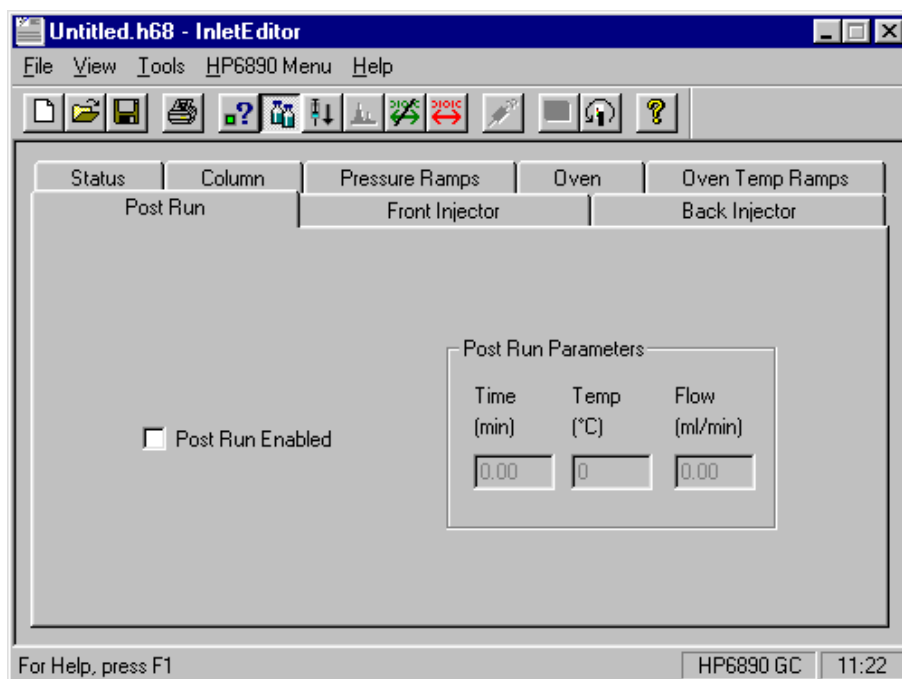 Untitled.h68 - InletEditor
File View Tools HP6890 Menu Help
Status Column Pressure Ramps Oven Oven Temp Ramps
Post Run Front Injector Back Injector
Post Run Parameters
Time Temp Flow
(min) (°C) (ml/min)
Post Run Enabled
0.00 0 0.00
For Help, press F1 HP6890 GC 11:22